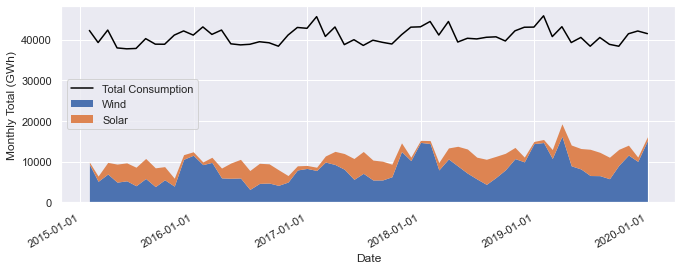 Monthly Total (GWh)
40000
30000
20000
10000
0
Total Consumption
Wind
Solar
2015-01-01
2016-01-01
2017-01-01
2018-01-01
2019-01-01
2020-01-01
Date